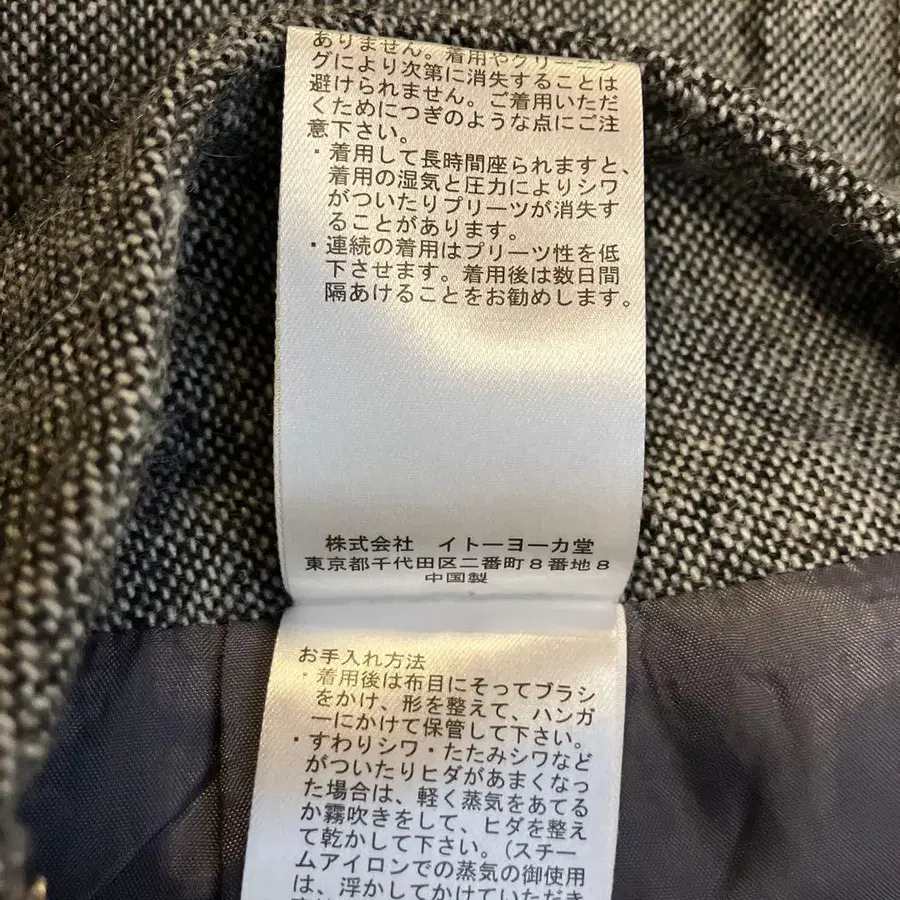 ありません。着用やクリーニン
グにより次第に消失することは
避けられません。ご着用いただ
くためにつぎのような点にご注
意下さい。
・着用して長時間座られますと、
着用の湿気と圧力によりシワ
がついたりプリーツが消失す
ることがあります。
・連続の着用はプリーツ性を低
下させます。着用後は数日間
隔あけることをお勧めします。
株式会社 イトーヨーカ堂
東京都千代田区二番町8番地8
中国製
お手入れ方法
・着用後は布目にそってブラシ
をかけ、形を整えて、ハンガ
ーにかけて保管して下さい。
・すわりシワ・たたみシワなど
がついたりヒダがあまくなっ
た場合は、軽く蒸気をあてる
か霧吹きをして、ヒダを整え
て乾かして下さい。(スチー
ムアイロンでの蒸気の御使用
は、浮かしてかけていただき